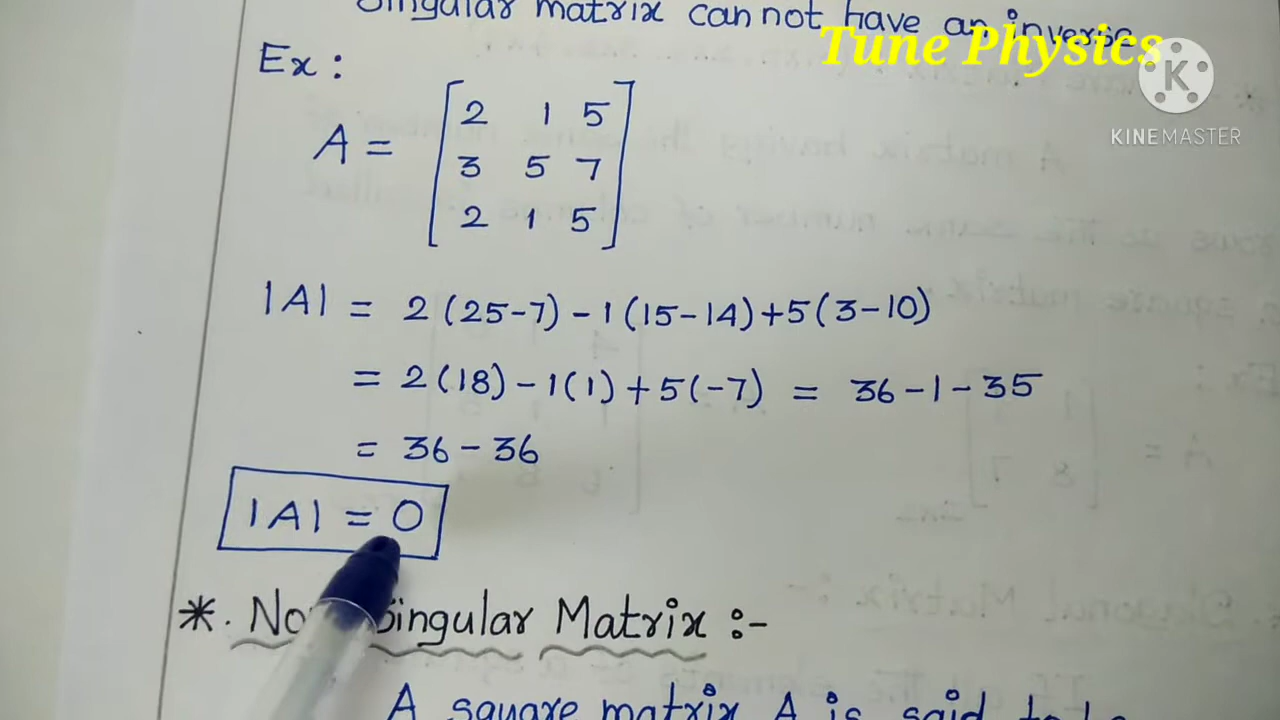 Singular matrix can not have an inverse
Tune Physics
K
KINEMASTER
Ex :
A = [ 2 1 5
3 5 7
2 1 5 ]
|A| = 2(25-7) - 1(15-14) + 5(3-10)
= 2(18) - 1(1) + 5(-7) = 36 - 1 - 35
= 36 - 36
|A| = 0
*. Singular Matrix :-
A square matrix A is said to be